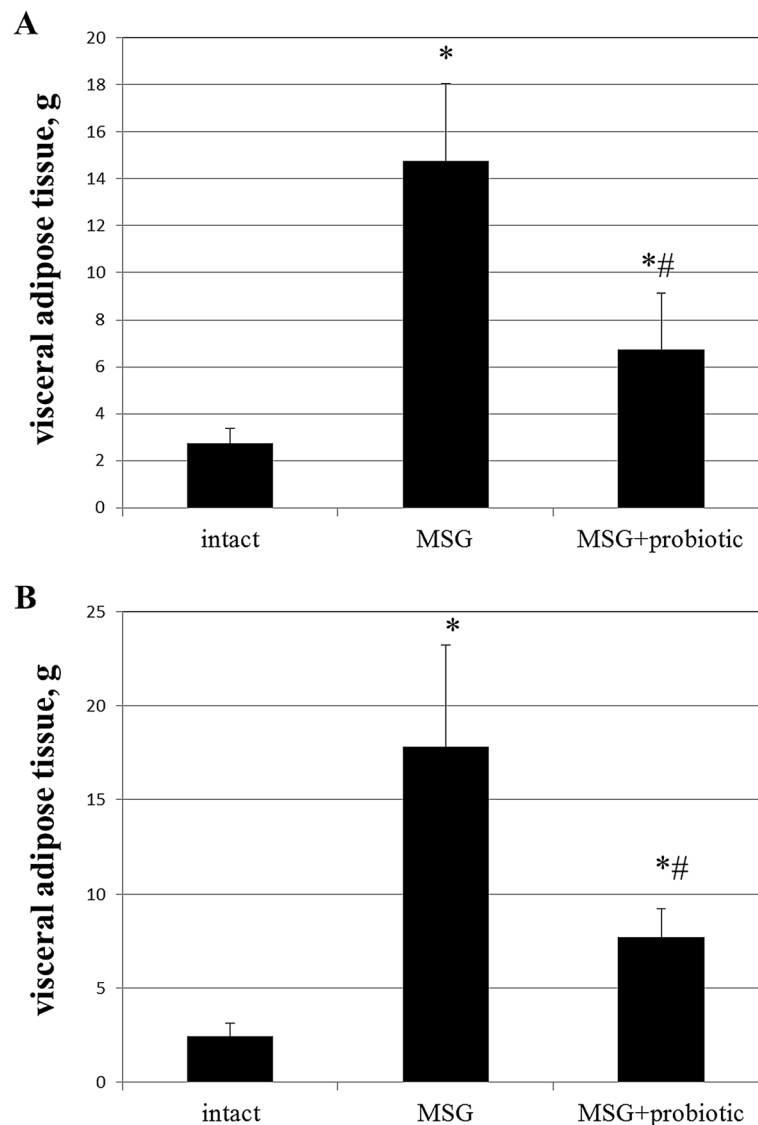 A
visceral adipose tissue, g
20
18
16
14
12
10
8
6
4
2
0
*
*#
intact
MSG
MSG+probiotic
B
visceral adipose tissue, g
25
20
15
10
5
0
*
*#
intact
MSG
MSG+probiotic